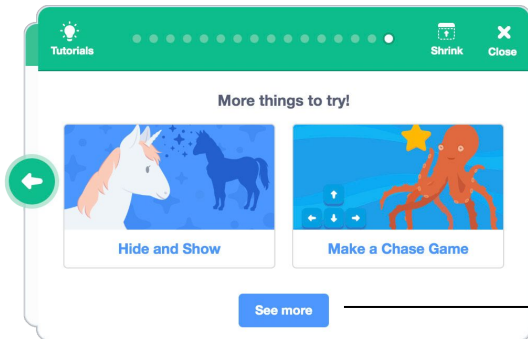 Tutorials
Shrink
Close
More things to try!
Hide and Show
Make a Chase Game
See more